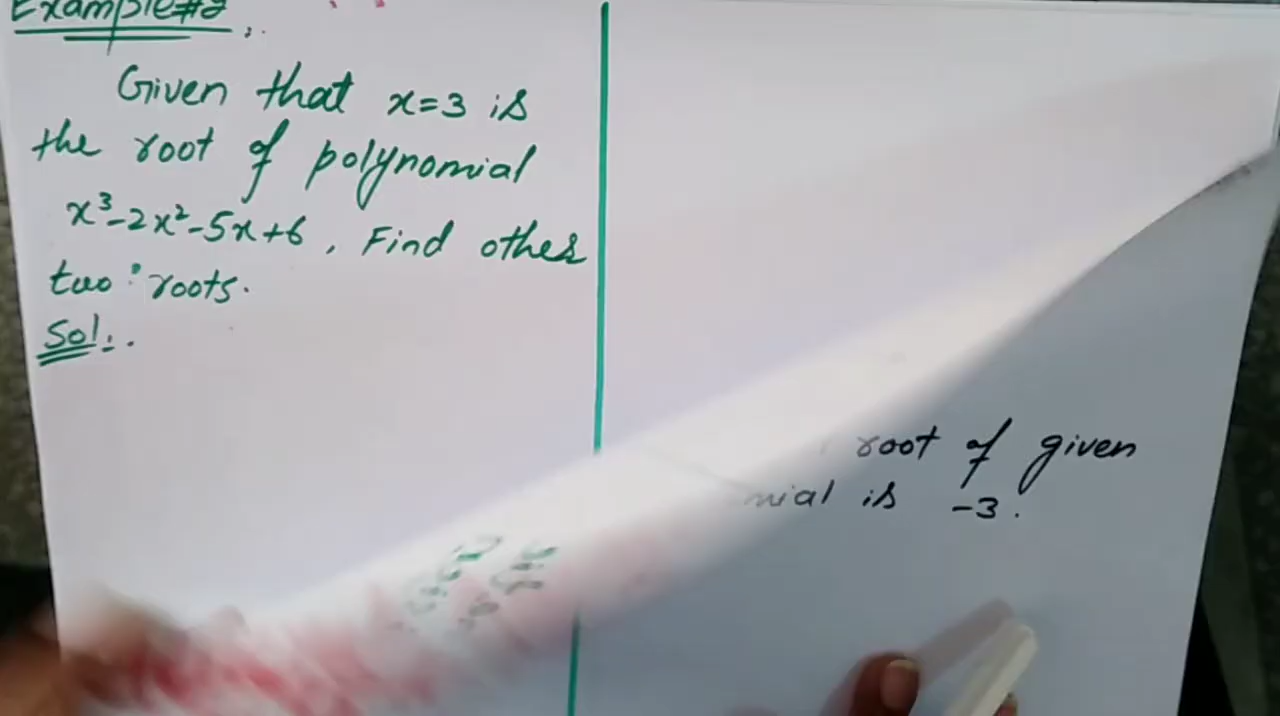 Example#2
Given that x=3 is
the root of polynomial
x³-2x²-5x+6, Find other
two roots.
Sol:.
root of given
is -3.